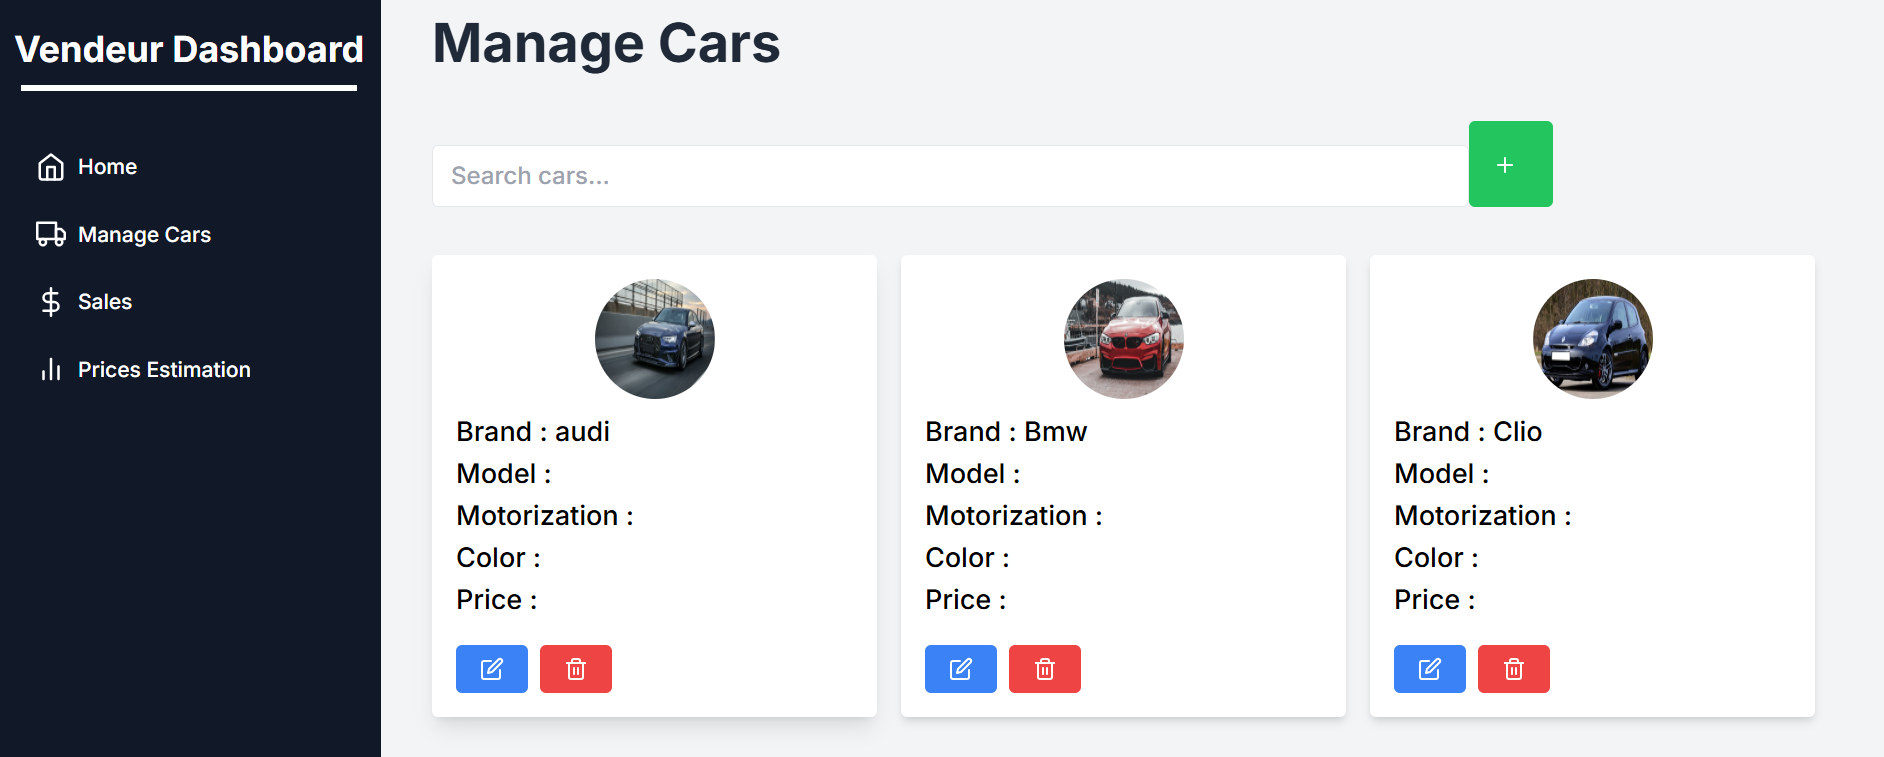 Vendeur Dashboard
Home
Manage Cars
Sales
Prices Estimation
Manage Cars
Search cars...
+
Brand : audi
Model :
Motorization :
Color :
Price :
Brand : Bmw
Model :
Motorization :
Color :
Price :
Brand : Clio
Model :
Motorization :
Color :
Price :